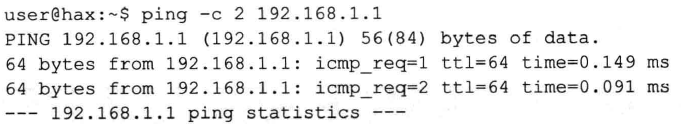 user@hax:~$ ping -c 2 192.168.1.1
PING 192.168.1.1 (192.168.1.1) 56(84) bytes of data.
64 bytes from 192.168.1.1: icmp_req=1 ttl=64 time=0.149 ms
64 bytes from 192.168.1.1: icmp_req=2 ttl=64 time=0.091 ms
--- 192.168.1.1 ping statistics ---